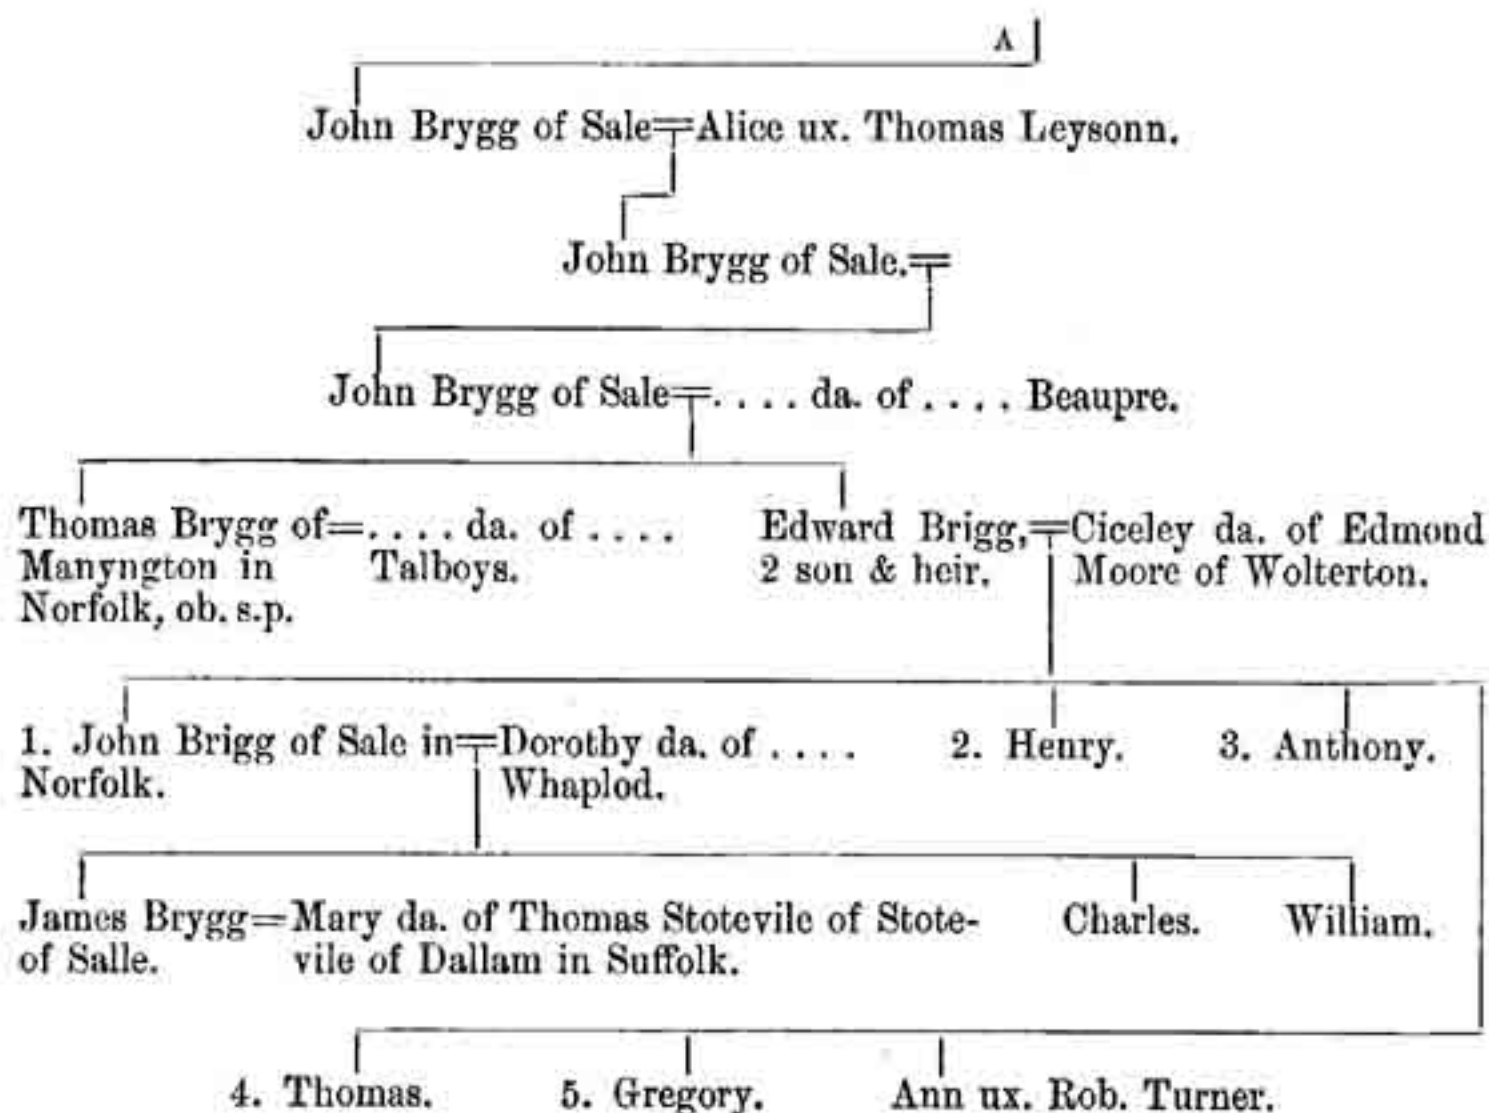 A
John Brygg of Sale=Alice ux. Thomas Leysonn.
John Brygg of Sale.=
John Brygg of Sale=. . . . da. of . . . . Beaupre.
Thomas Brygg of=. . . . da. of . . . .
Manyngton in Talboys.
Norfolk, ob. s.p.
Edward Brigg,=Ciceley da. of Edmond
2 son & heir. Moore of Wolterton.
1. John Brigg of Sale in=Dorothy da. of . . . .
Norfolk. Whaplod.
2. Henry.
3. Anthony.
James Brygg=Mary da. of Thomas Stotevile of Stote-
of Salle. vile of Dallam in Suffolk.
Charles.
William.
4. Thomas.
5. Gregory.
Ann ux. Rob. Turner.